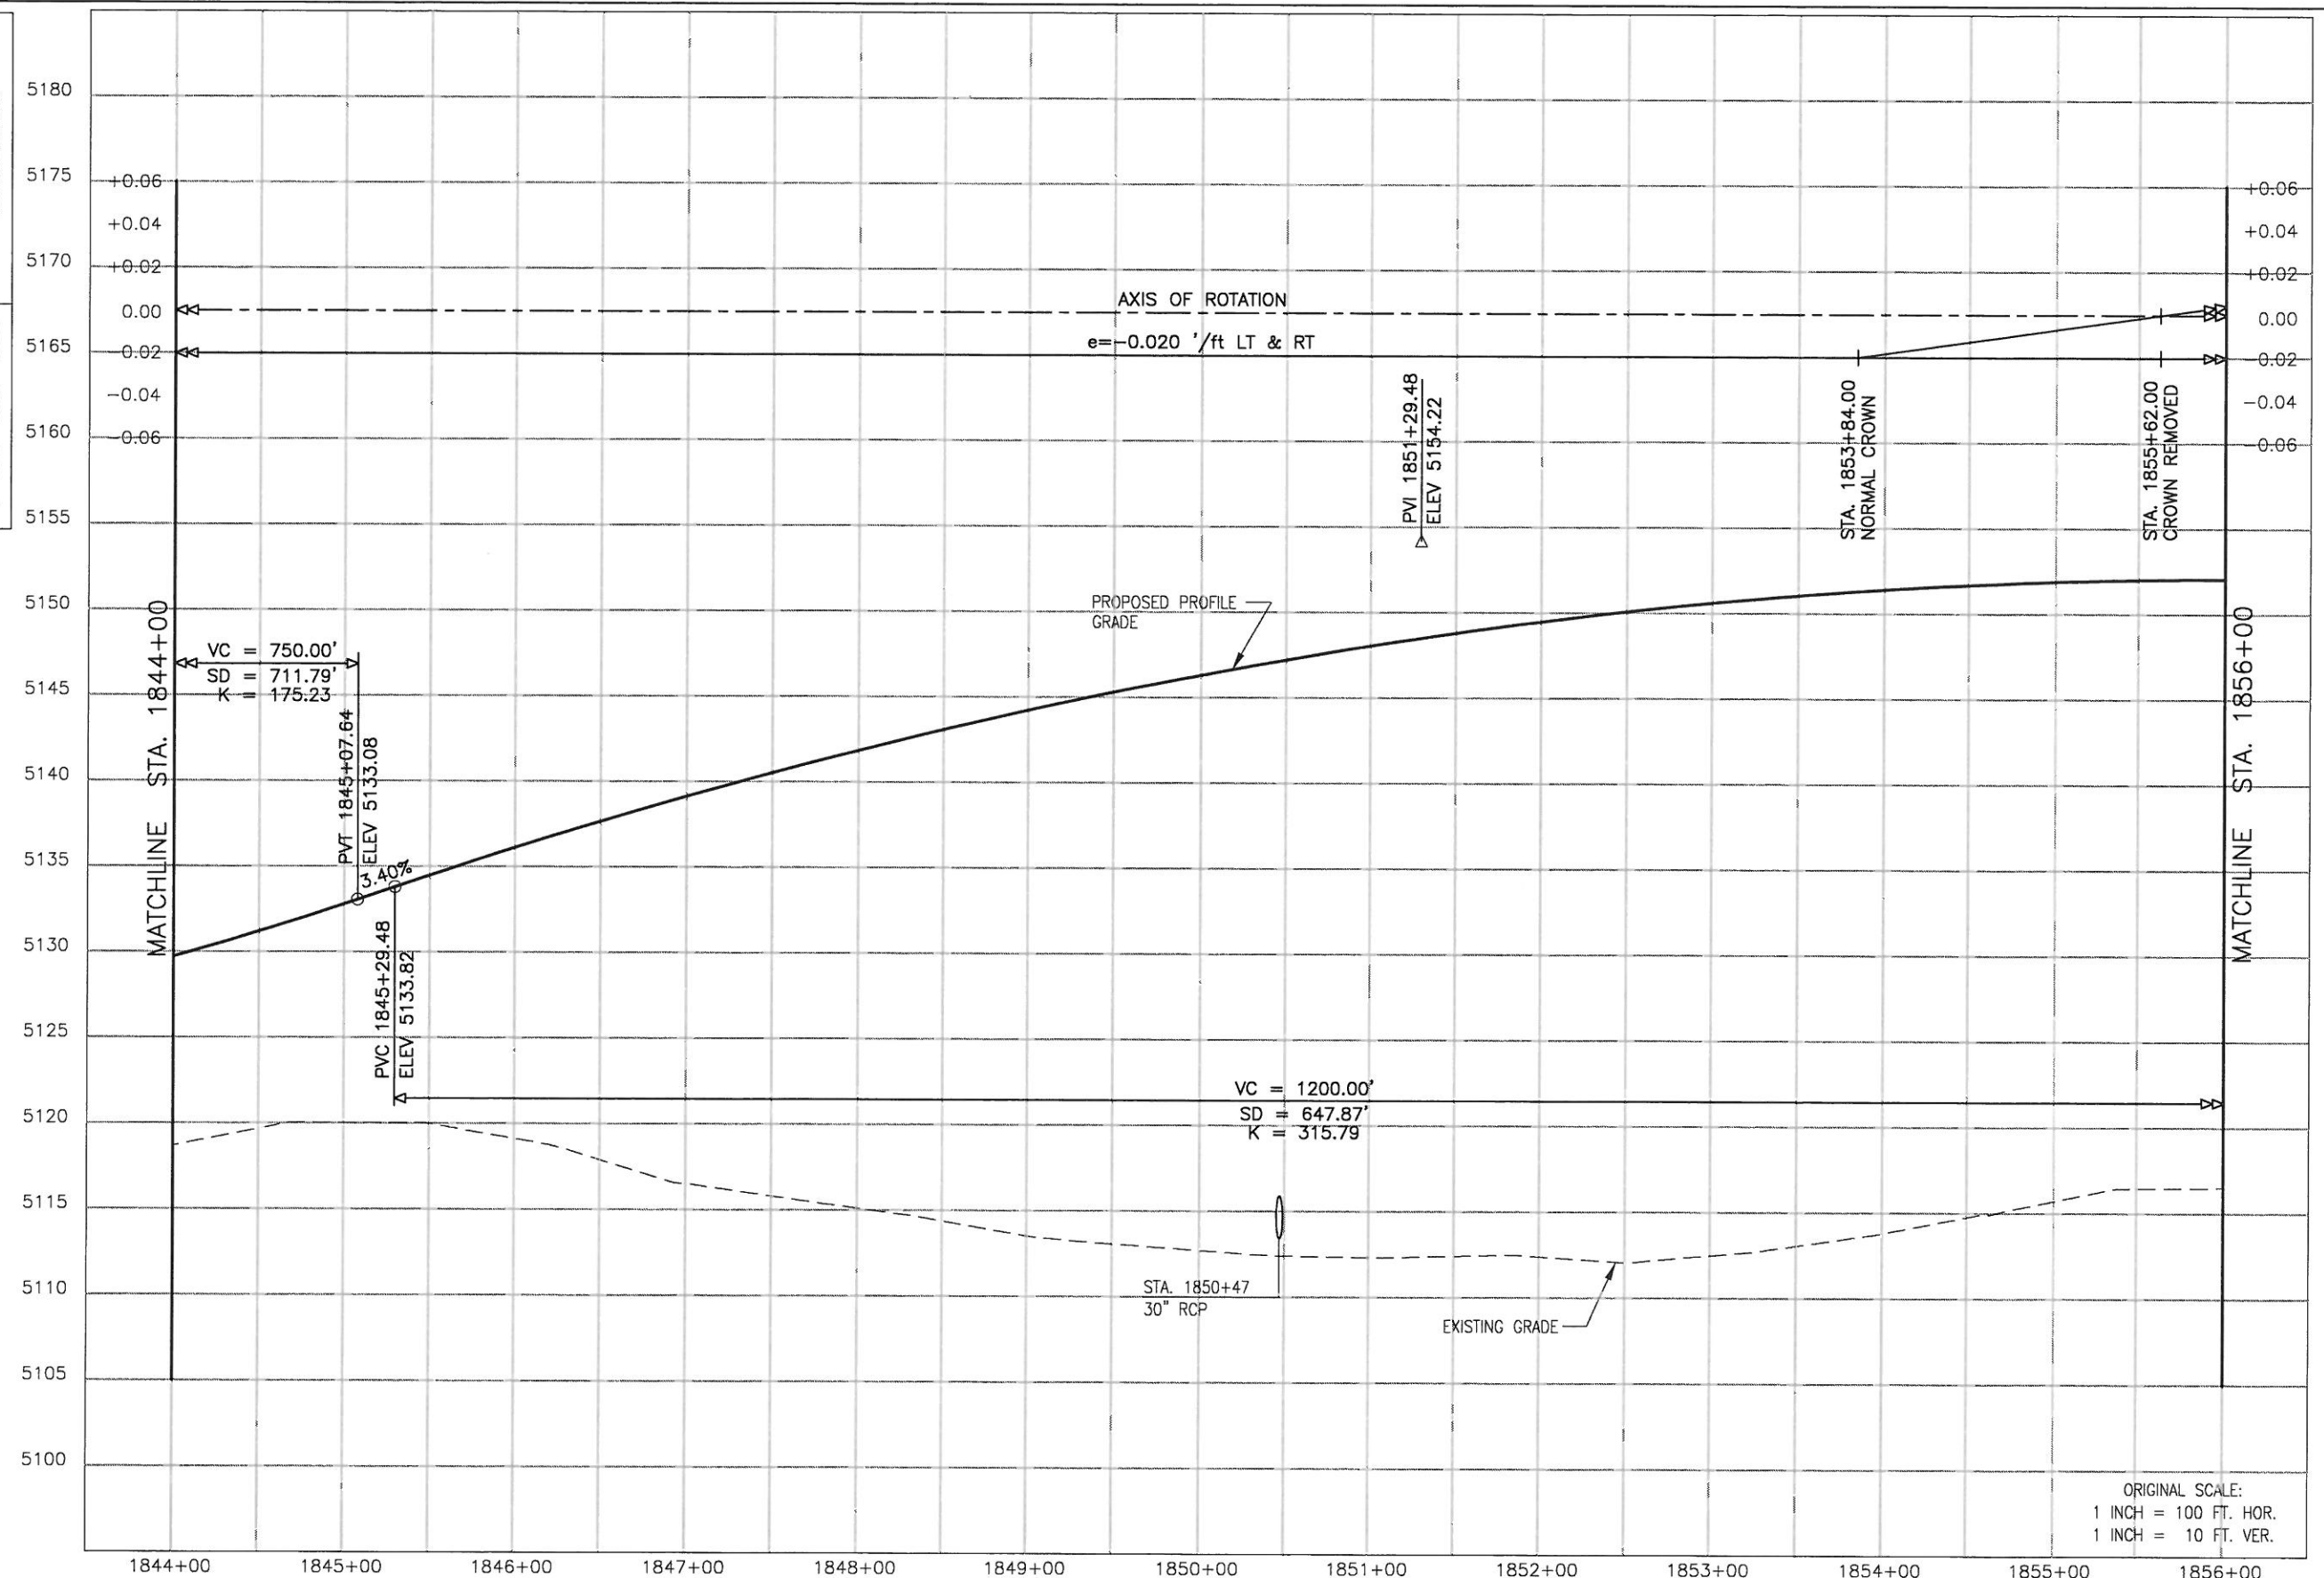 5180
5175
5170
5165
5160
5155
5150
5145
5140
5135
5130
5125
5120
5115
5110
5105
5100
+0.06
+0.04
+0.02
0.00
-0.02
-0.04
-0.06
AXIS OF ROTATION
e=-0.020 '/ft LT & RT
+0.06
+0.04
+0.02
0.00
-0.02
-0.04
-0.06
PVI 1851+29.48
ELEV 5154.22
STA. 1853+84.00
NORMAL CROWN
STA. 1855+62.00
CROWN REMOVED
PROPOSED PROFILE
GRADE
MATCHLINE STA. 1844+00
VC = 750.00'
SD = 711.79'
K = 175.23
PVT 1845+07.64
ELEV 5133.08
3.40%
PVC 1845+29.48
ELEV 5133.82
MATCHLINE STA. 1856+00
VC = 1200.00'
SD = 647.87'
K = 315.79
STA. 1850+47
30" RCP
EXISTING GRADE
ORIGINAL SCALE:
1 INCH = 100 FT. HOR.
1 INCH = 10 FT. VER.
1844+00
1845+00
1846+00
1847+00
1848+00
1849+00
1850+00
1851+00
1852+00
1853+00
1854+00
1855+00
1856+00